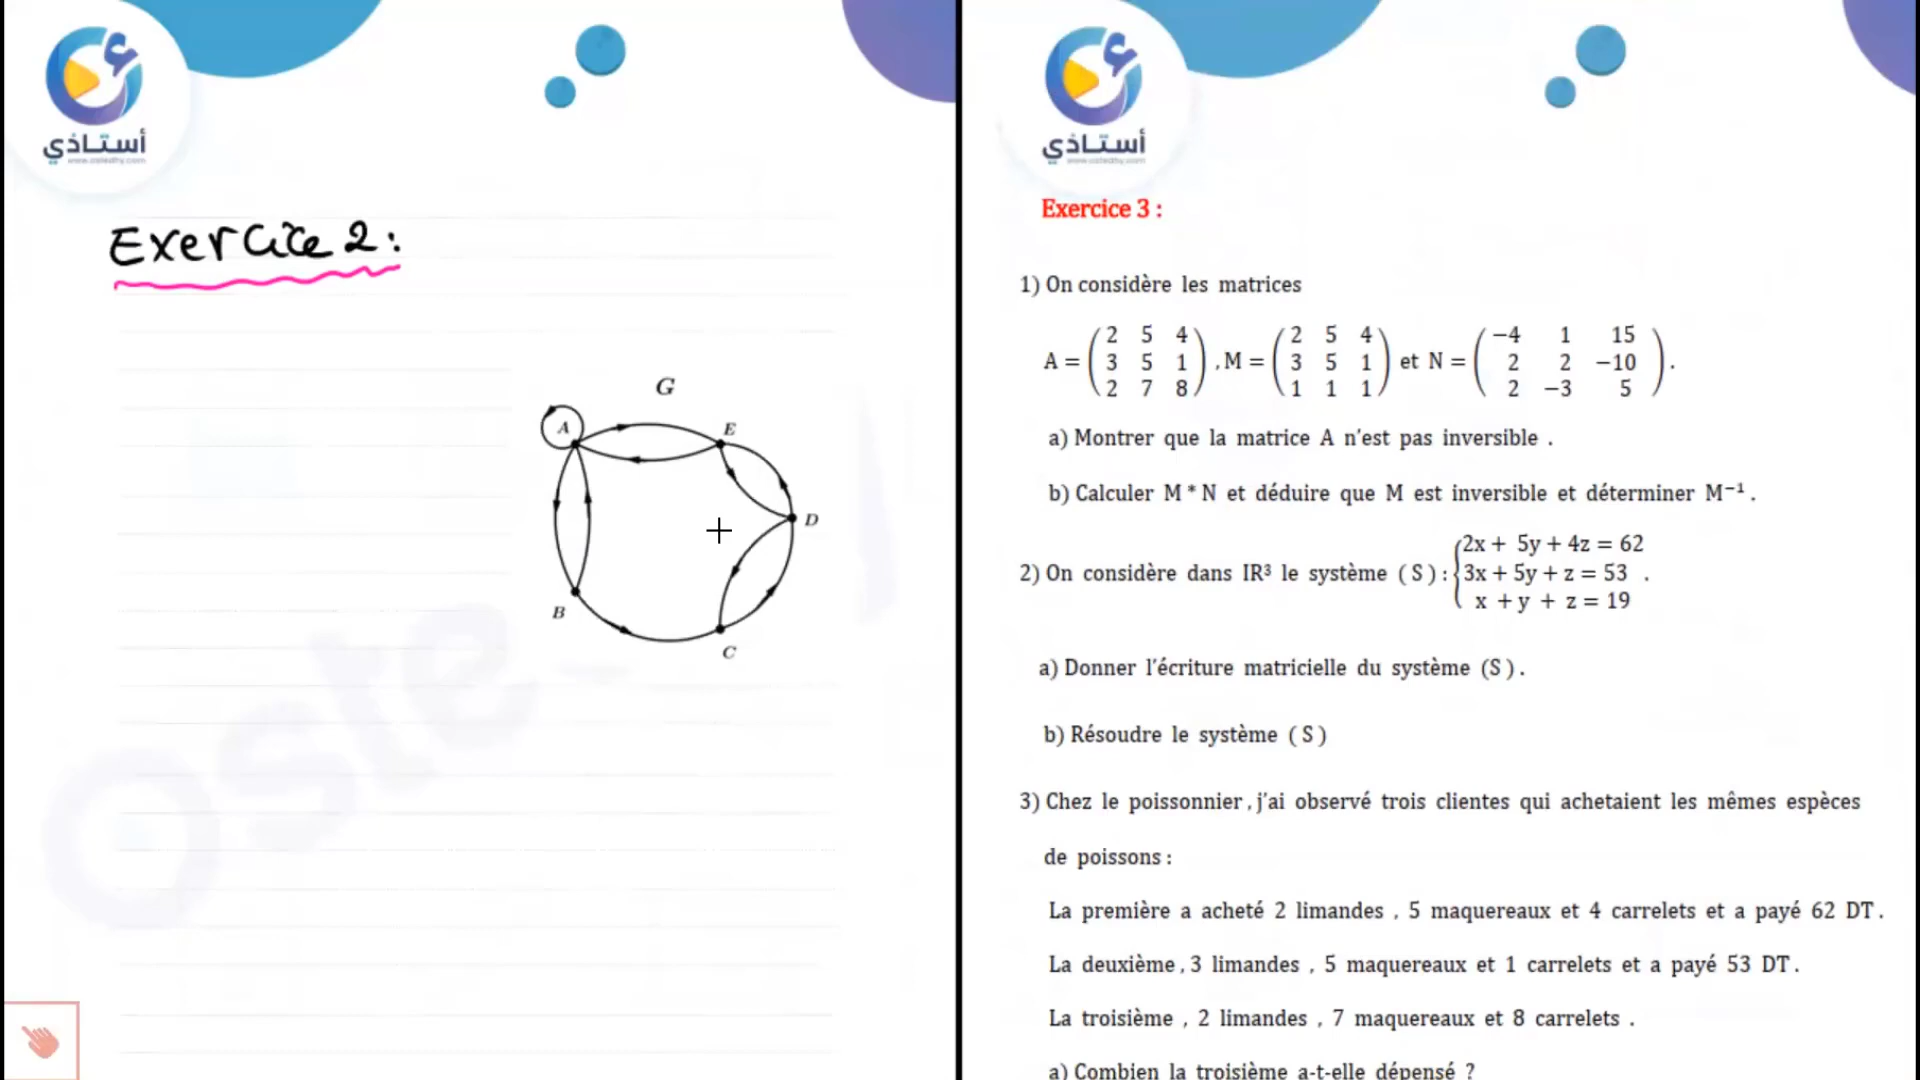 أستاذي
www.ostedhy.com
Exercice 2:
G
A
E
D
B
C
Oste
أستاذي
www.ostedhy.com
Exercice 3 :
1) On considère les matrices
A = ( 2 5 4 ; 3 5 1 ; 2 7 8 ) , M = ( 2 5 4 ; 3 5 1 ; 1 1 1 ) et N = ( −4 1 15 ; 2 2 −10 ; 2 −3 5 ) .
a) Montrer que la matrice A n'est pas inversible .
b) Calculer M * N et déduire que M est inversible et déterminer M⁻¹ .
2) On considère dans IR³ le système ( S ) : { 2x + 5y + 4z = 62
3x + 5y + z = 53 .
x + y + z = 19
a) Donner l'écriture matricielle du système (S ) .
b) Résoudre le système ( S )
3) Chez le poissonnier , j'ai observé trois clientes qui achetaient les mêmes espèces
de poissons :
La première a acheté 2 limandes , 5 maquereaux et 4 carrelets et a payé 62 DT .
La deuxième , 3 limandes , 5 maquereaux et 1 carrelets et a payé 53 DT .
La troisième , 2 limandes , 7 maquereaux et 8 carrelets .
a) Combien la troisième a-t-elle dépensé ?